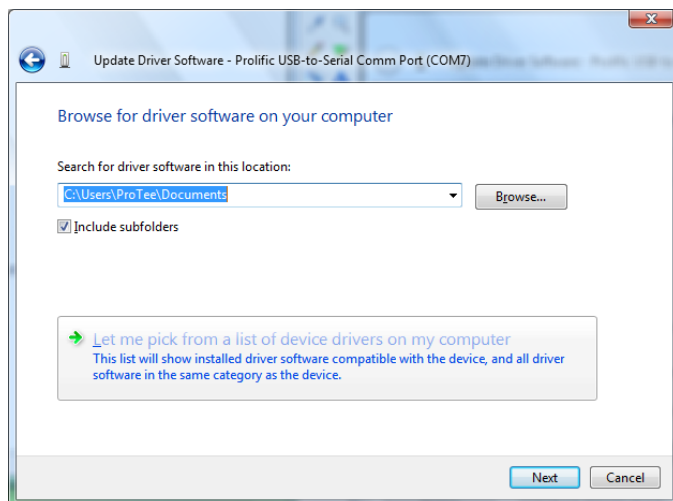 Update Driver Software - Prolific USB-to-Serial Comm Port (COM7)
Browse for driver software on your computer
Search for driver software in this location:
C:\Users\ProTee\Documents
Browse...
Include subfolders
Let me pick from a list of device drivers on my computer
This list will show installed driver software compatible with the device, and all driver
software in the same category as the device.
Next
Cancel